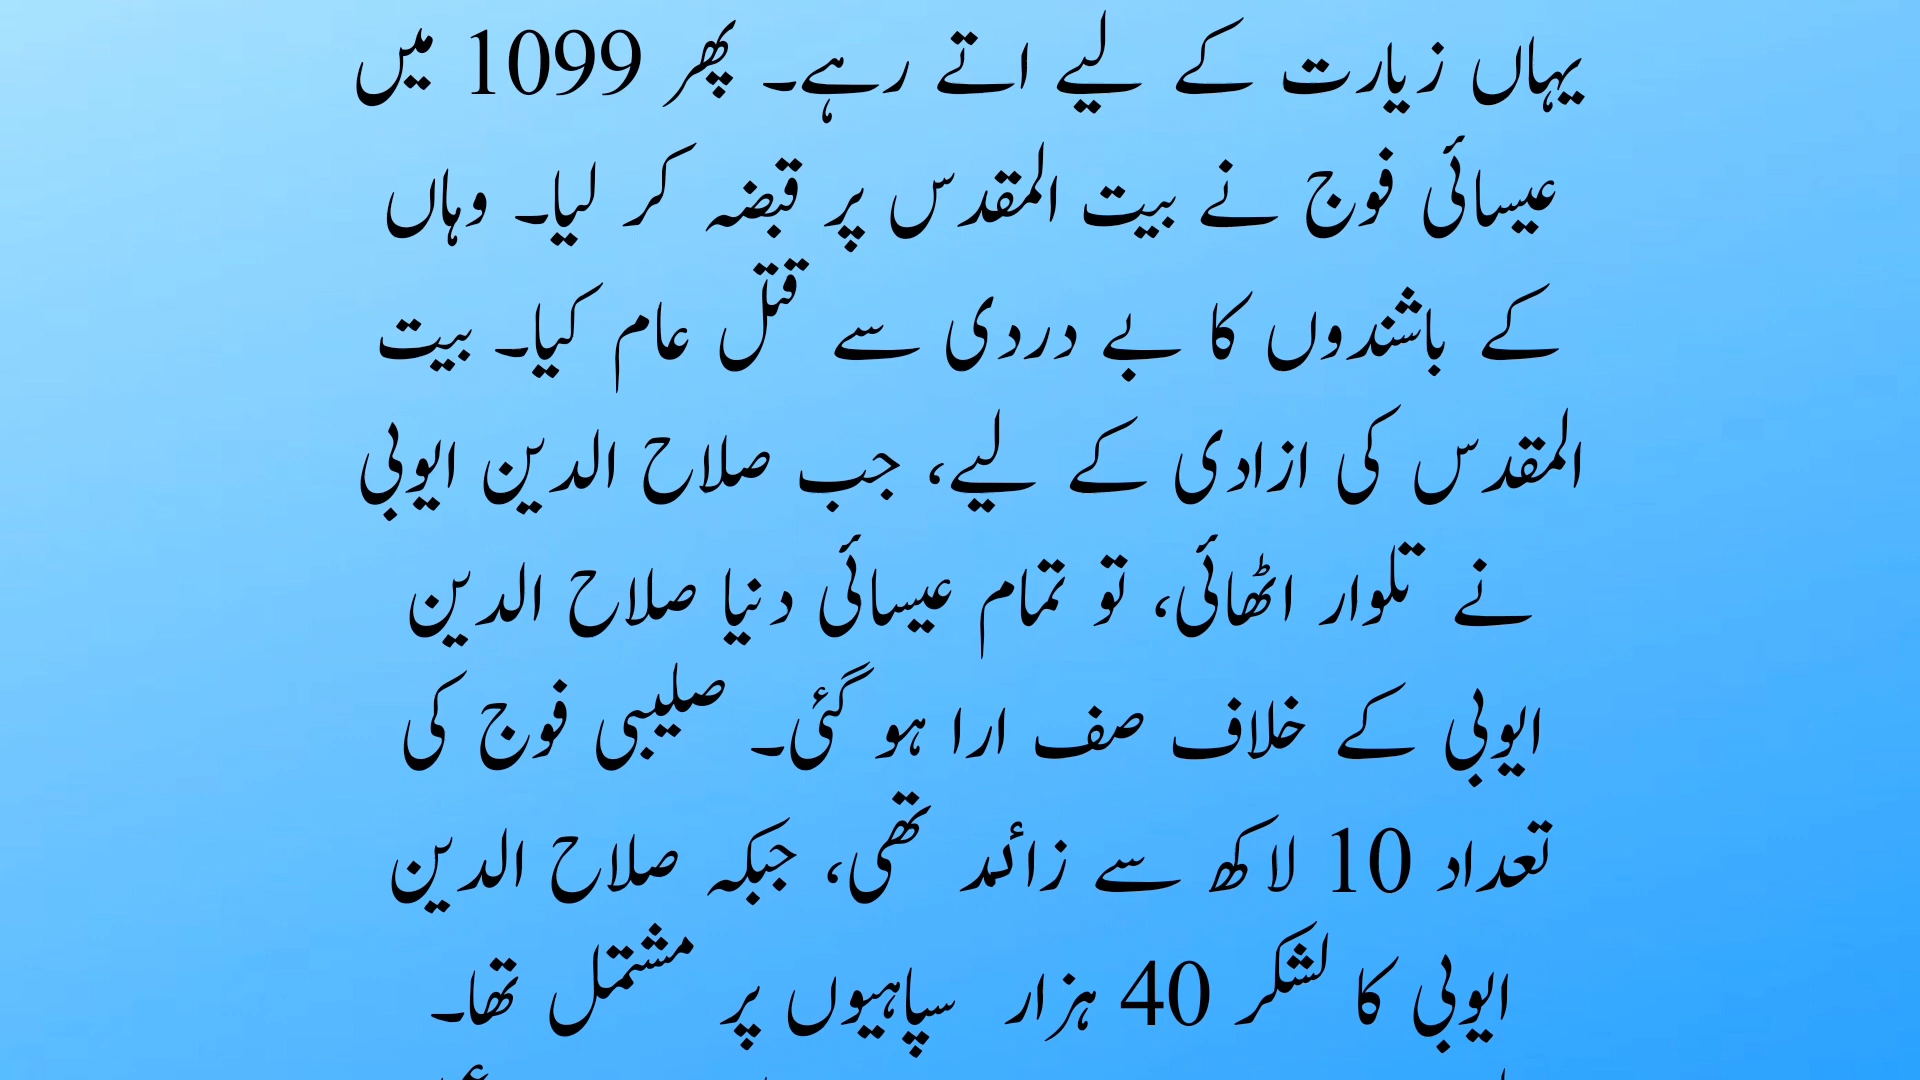 یہاں زیارت کے لیے اتے رہے۔ پھر 1099 میں
عیسائی فوج نے بیت المقدس پر قبضہ کر لیا۔ وہاں
کے باشندوں کا بے دردی سے قتل عام کیا۔ بیت
المقدس کی ازادی کے لیے، جب صلاح الدین ایوبی
نے تلوار اٹھائی، تو تمام عیسائی دنیا صلاح الدین
ایوبی کے خلاف صف ارا ہو گئی۔ صلیبی فوج کی
تعداد 10 لاکھ سے زائد تھی، جبکہ صلاح الدین
ایوبی کا لشکر 40 ہزار سپاہیوں پر مشتمل تھا۔